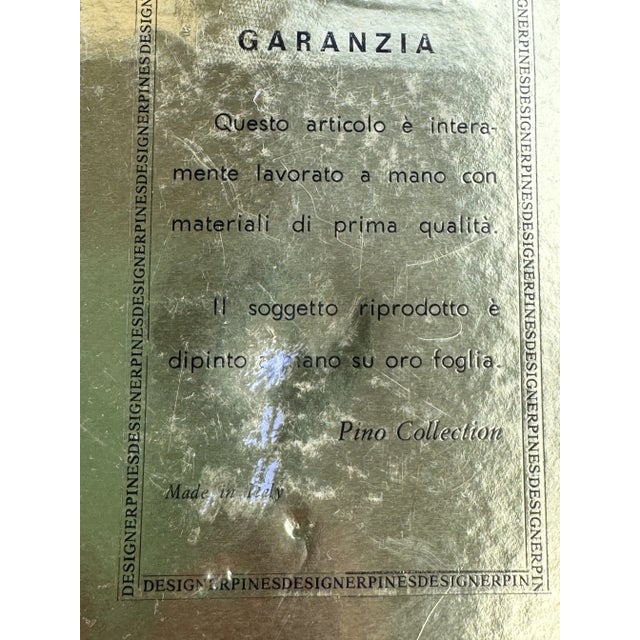 GARANZIA
Questo articolo è intera-
mente lavorato a mano con
materiali di prima qualità.
Il soggetto riprodotto è
dipinto a mano su oro foglia.
Pino Collection
Made in Italy
DESIGNERPINESDESIGNERPINESDESIGNERPINESDESIGNERPINESDESIGNERPINESDES
DESIGNERPINESDESIGNERPINESDESIGNERPIN